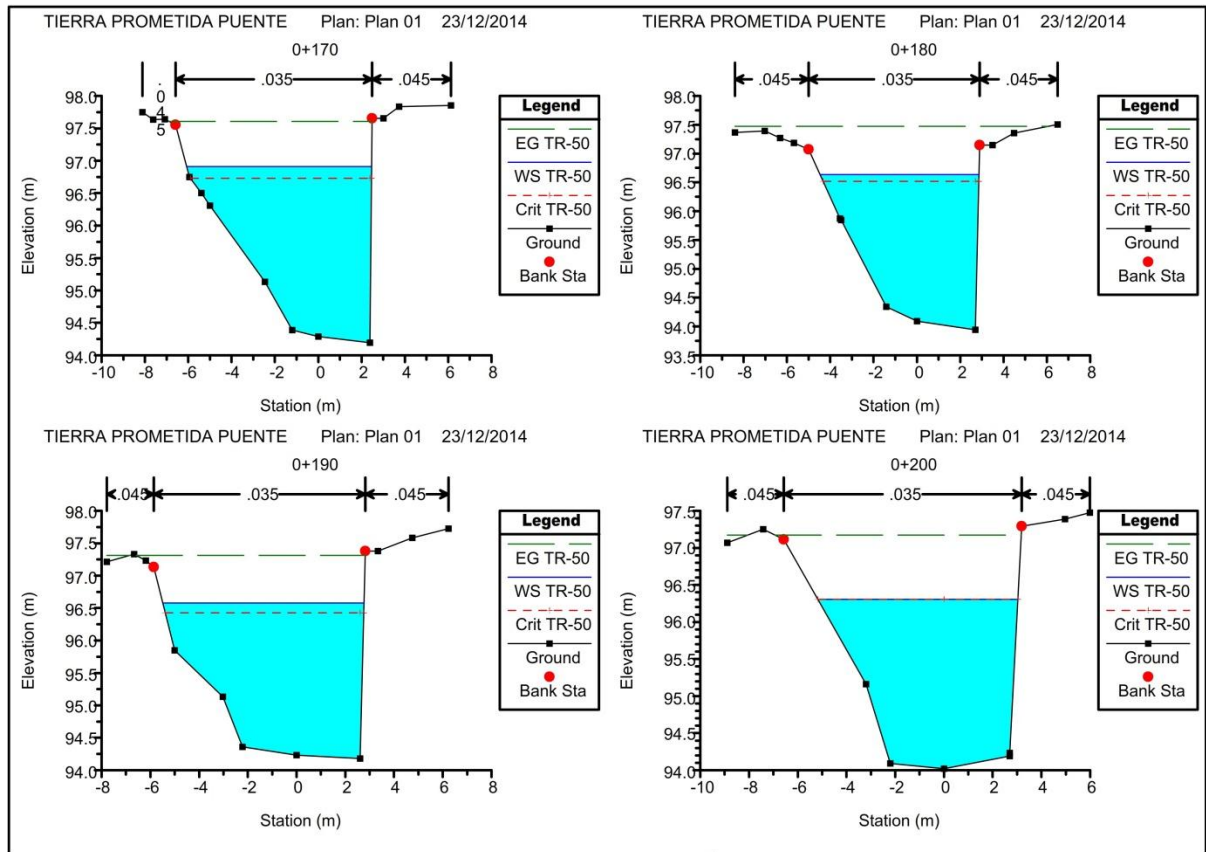 TIERRA PROMETIDA PUENTE Plan: Plan 01 23/12/2014
0+170
.045 .035 .045
Legend
EG TR-50
WS TR-50
Crit TR-50
Ground
Bank Sta
98.0
97.5
97.0
96.5
96.0
95.5
95.0
94.5
94.0
Elevation (m)
-10 -8 -6 -4 -2 0 2 4 6 8
Station (m)
TIERRA PROMETIDA PUENTE Plan: Plan 01 23/12/2014
0+180
.045 .035 .045
Legend
EG TR-50
WS TR-50
Crit TR-50
Ground
Bank Sta
98.0
97.5
97.0
96.5
96.0
95.5
95.0
94.5
94.0
93.5
Elevation (m)
-10 -8 -6 -4 -2 0 2 4 6 8
Station (m)
TIERRA PROMETIDA PUENTE Plan: Plan 01 23/12/2014
0+190
.045 .035 .045
Legend
EG TR-50
WS TR-50
Crit TR-50
Ground
Bank Sta
98.0
97.5
97.0
96.5
96.0
95.5
95.0
94.5
94.0
Elevation (m)
-8 -6 -4 -2 0 2 4 6 8
Station (m)
TIERRA PROMETIDA PUENTE Plan: Plan 01 23/12/2014
0+200
.045 .035 .045
Legend
EG TR-50
WS TR-50
Crit TR-50
Ground
Bank Sta
97.5
97.0
96.5
96.0
95.5
95.0
94.5
94.0
Elevation (m)
-10 -8 -6 -4 -2 0 2 4 6
Station (m)